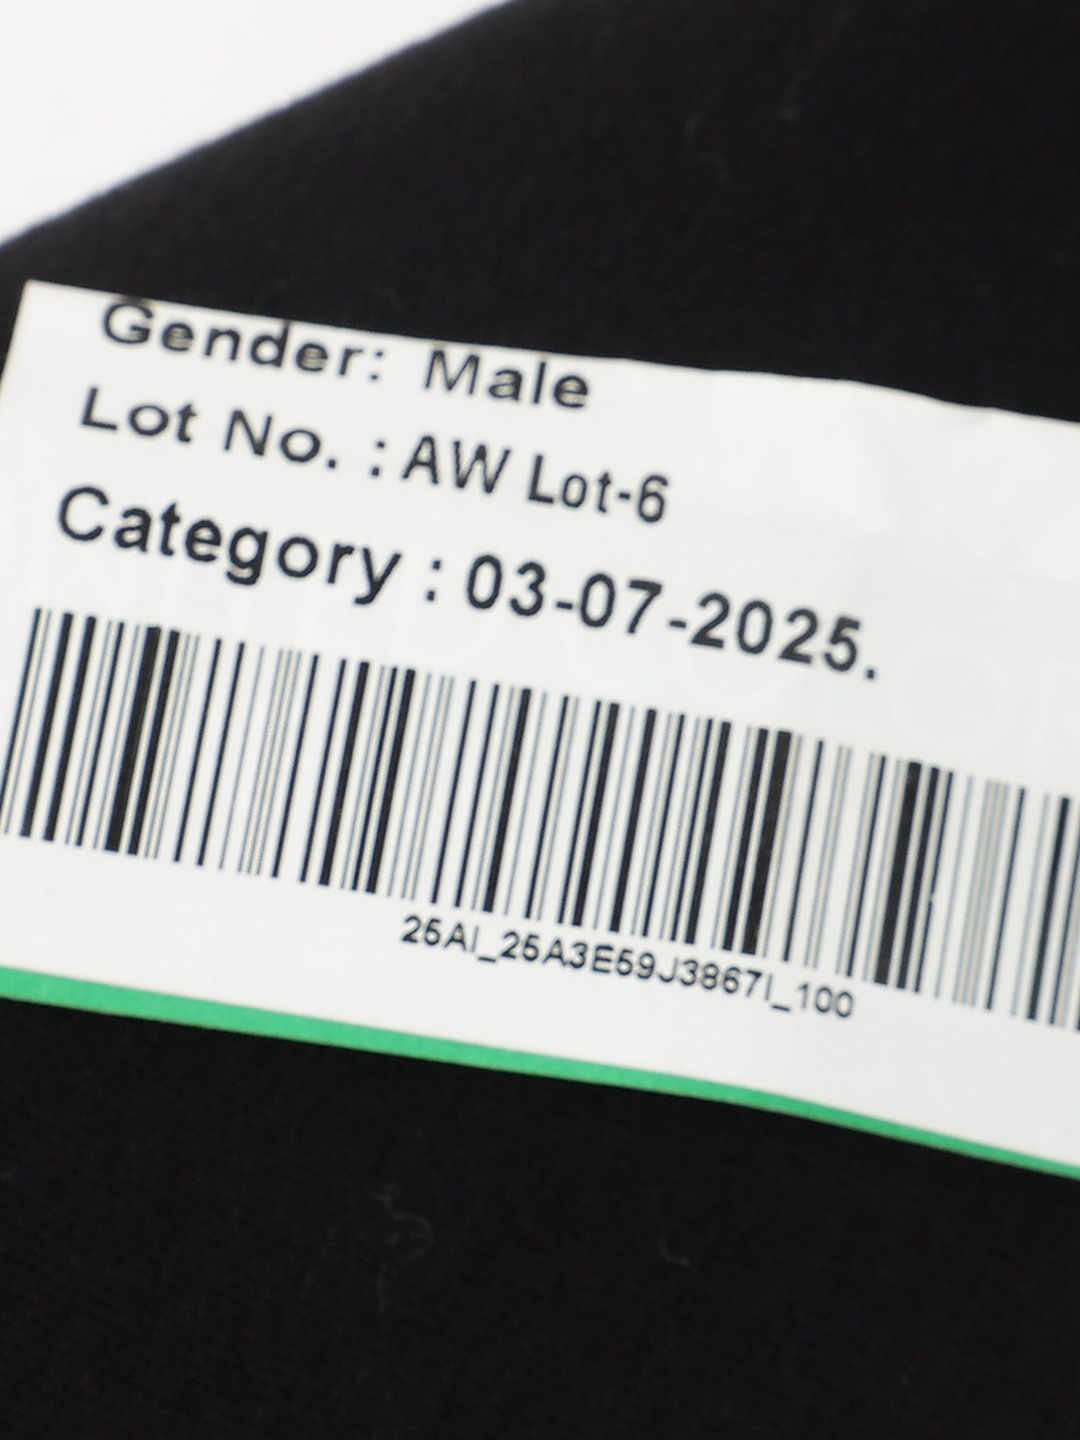 Gender: Male
Lot No. : AW Lot-6
Category : 03-07-2025.
25AI_25A3E59J3867I_100